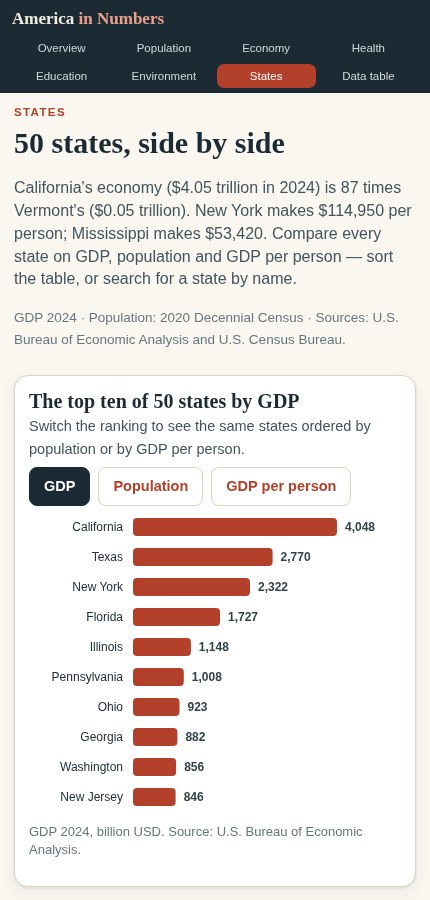 America in Numbers
Overview Population Economy Health
Education Environment States Data table
STATES
50 states, side by side
California's economy ($4.05 trillion in 2024) is 87 times
Vermont's ($0.05 trillion). New York makes $114,950 per
person; Mississippi makes $53,420. Compare every
state on GDP, population and GDP per person — sort
the table, or search for a state by name.
GDP 2024 · Population: 2020 Decennial Census · Sources: U.S.
Bureau of Economic Analysis and U.S. Census Bureau.
The top ten of 50 states by GDP
Switch the ranking to see the same states ordered by
population or by GDP per person.
GDP Population GDP per person
California 4,048
Texas 2,770
New York 2,322
Florida 1,727
Illinois 1,148
Pennsylvania 1,008
Ohio 923
Georgia 882
Washington 856
New Jersey 846
GDP 2024, billion USD. Source: U.S. Bureau of Economic
Analysis.